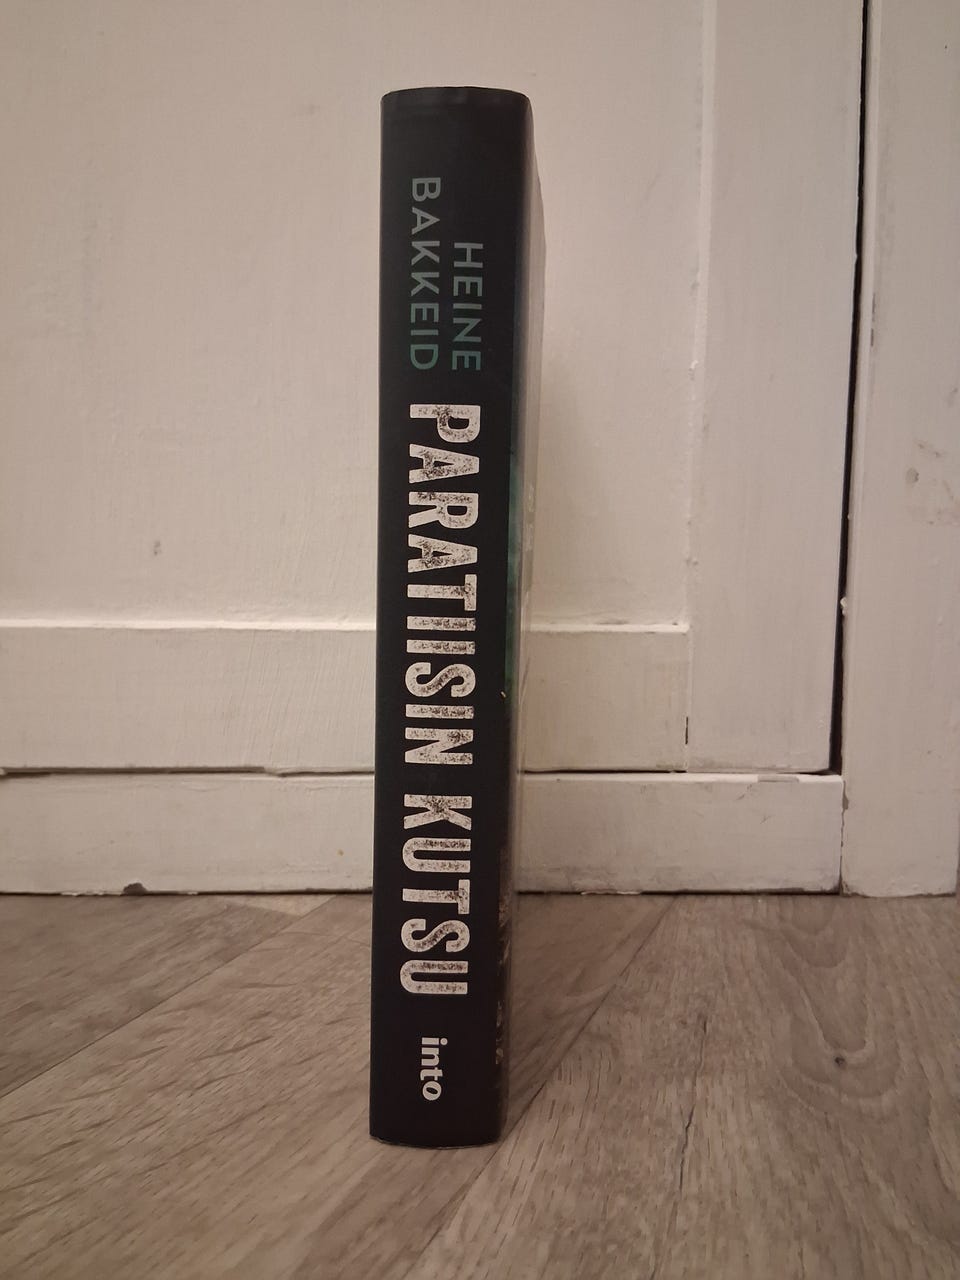 HEINE
BAKKEID
PARATIISIN KUTSU
into